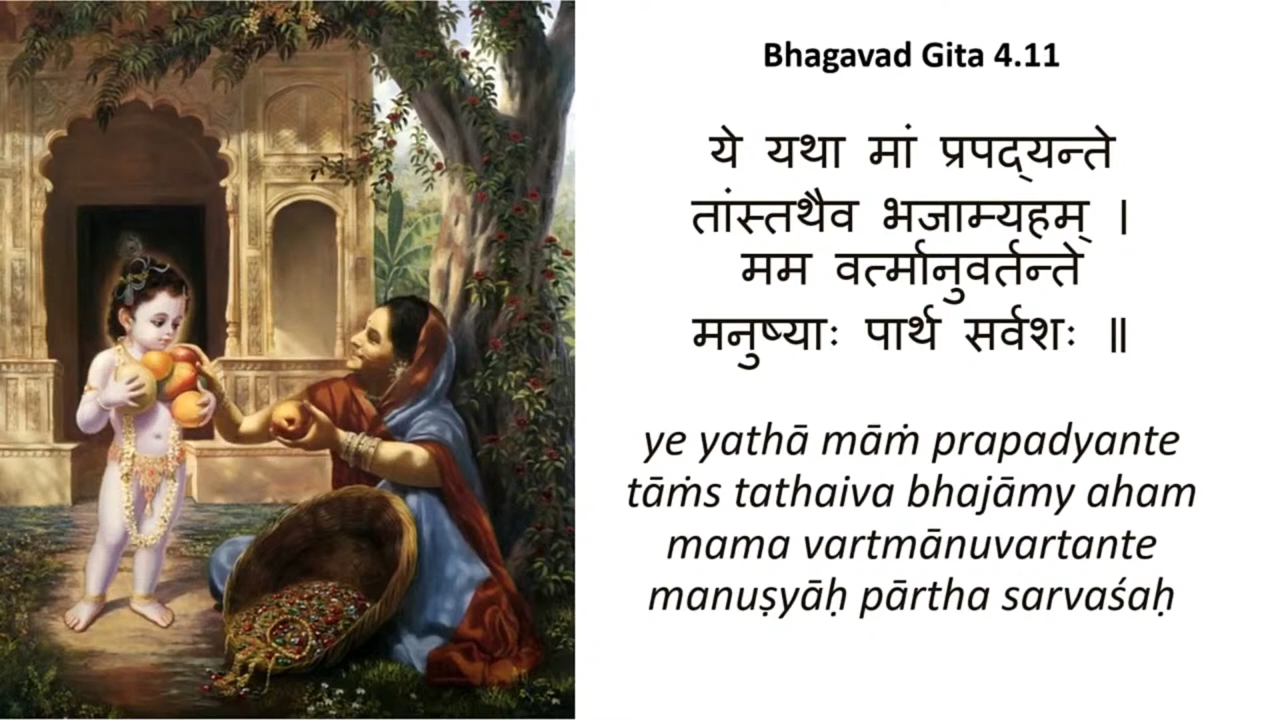 Bhagavad Gita 4.11
ये यथा मां प्रपद्यन्ते
तांस्तथैव भजाम्यहम् ।
मम वर्त्मानुवर्तन्ते
मनुष्याः पार्थ सर्वशः ॥
ye yathā māṁ prapadyante
tāṁs tathaiva bhajāmy aham
mama vartmānuvartante
manuṣyāḥ pārtha sarvaśaḥ